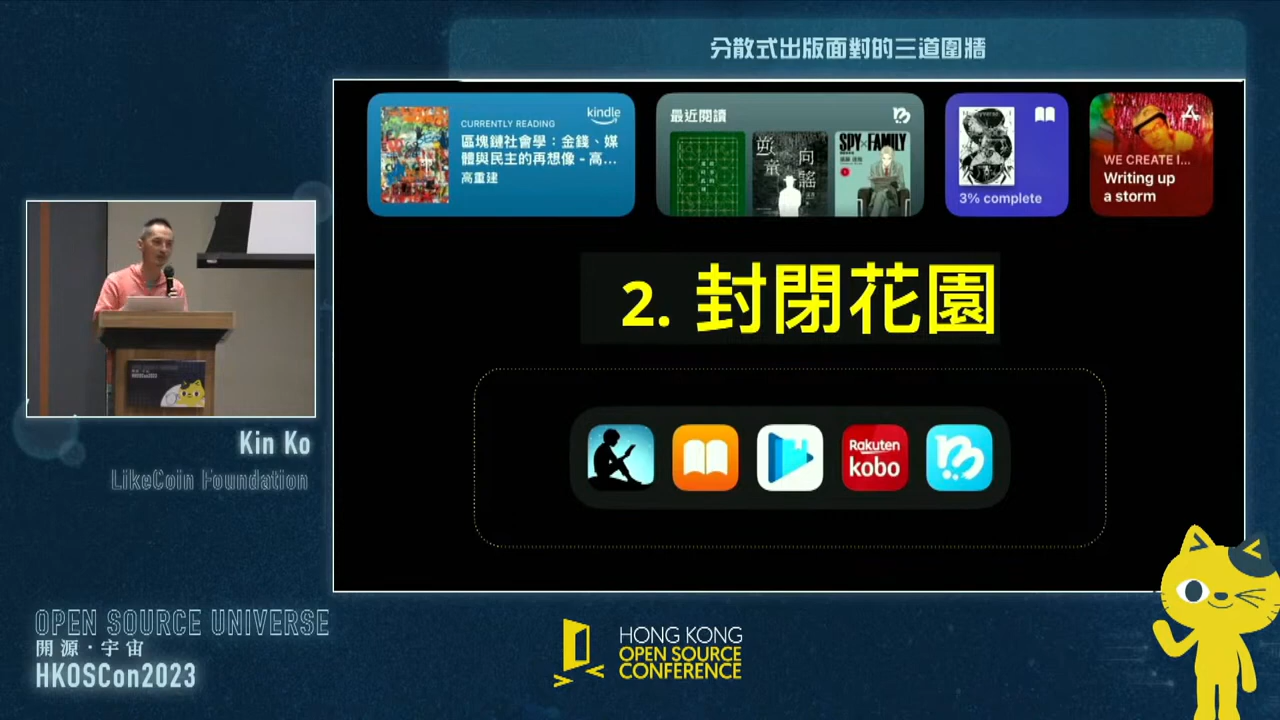 分散式出版面對的三道圍牆
kindle
CURRENTLY READING
區塊鏈社會學：金錢、媒
體與民主的再想像 - 高...
高重建
最近閱讀
SPY×FAMILY
向
謠
3% complete
WE CREATE I...
Writing up
a storm
2. 封閉花園
Rakuten
kobo
Kin Ko
LikeCoin Foundation
OPEN SOURCE UNIVERSE
開源·宇宙
HKOSCon2023
HONG KONG
OPEN SOURCE
CONFERENCE